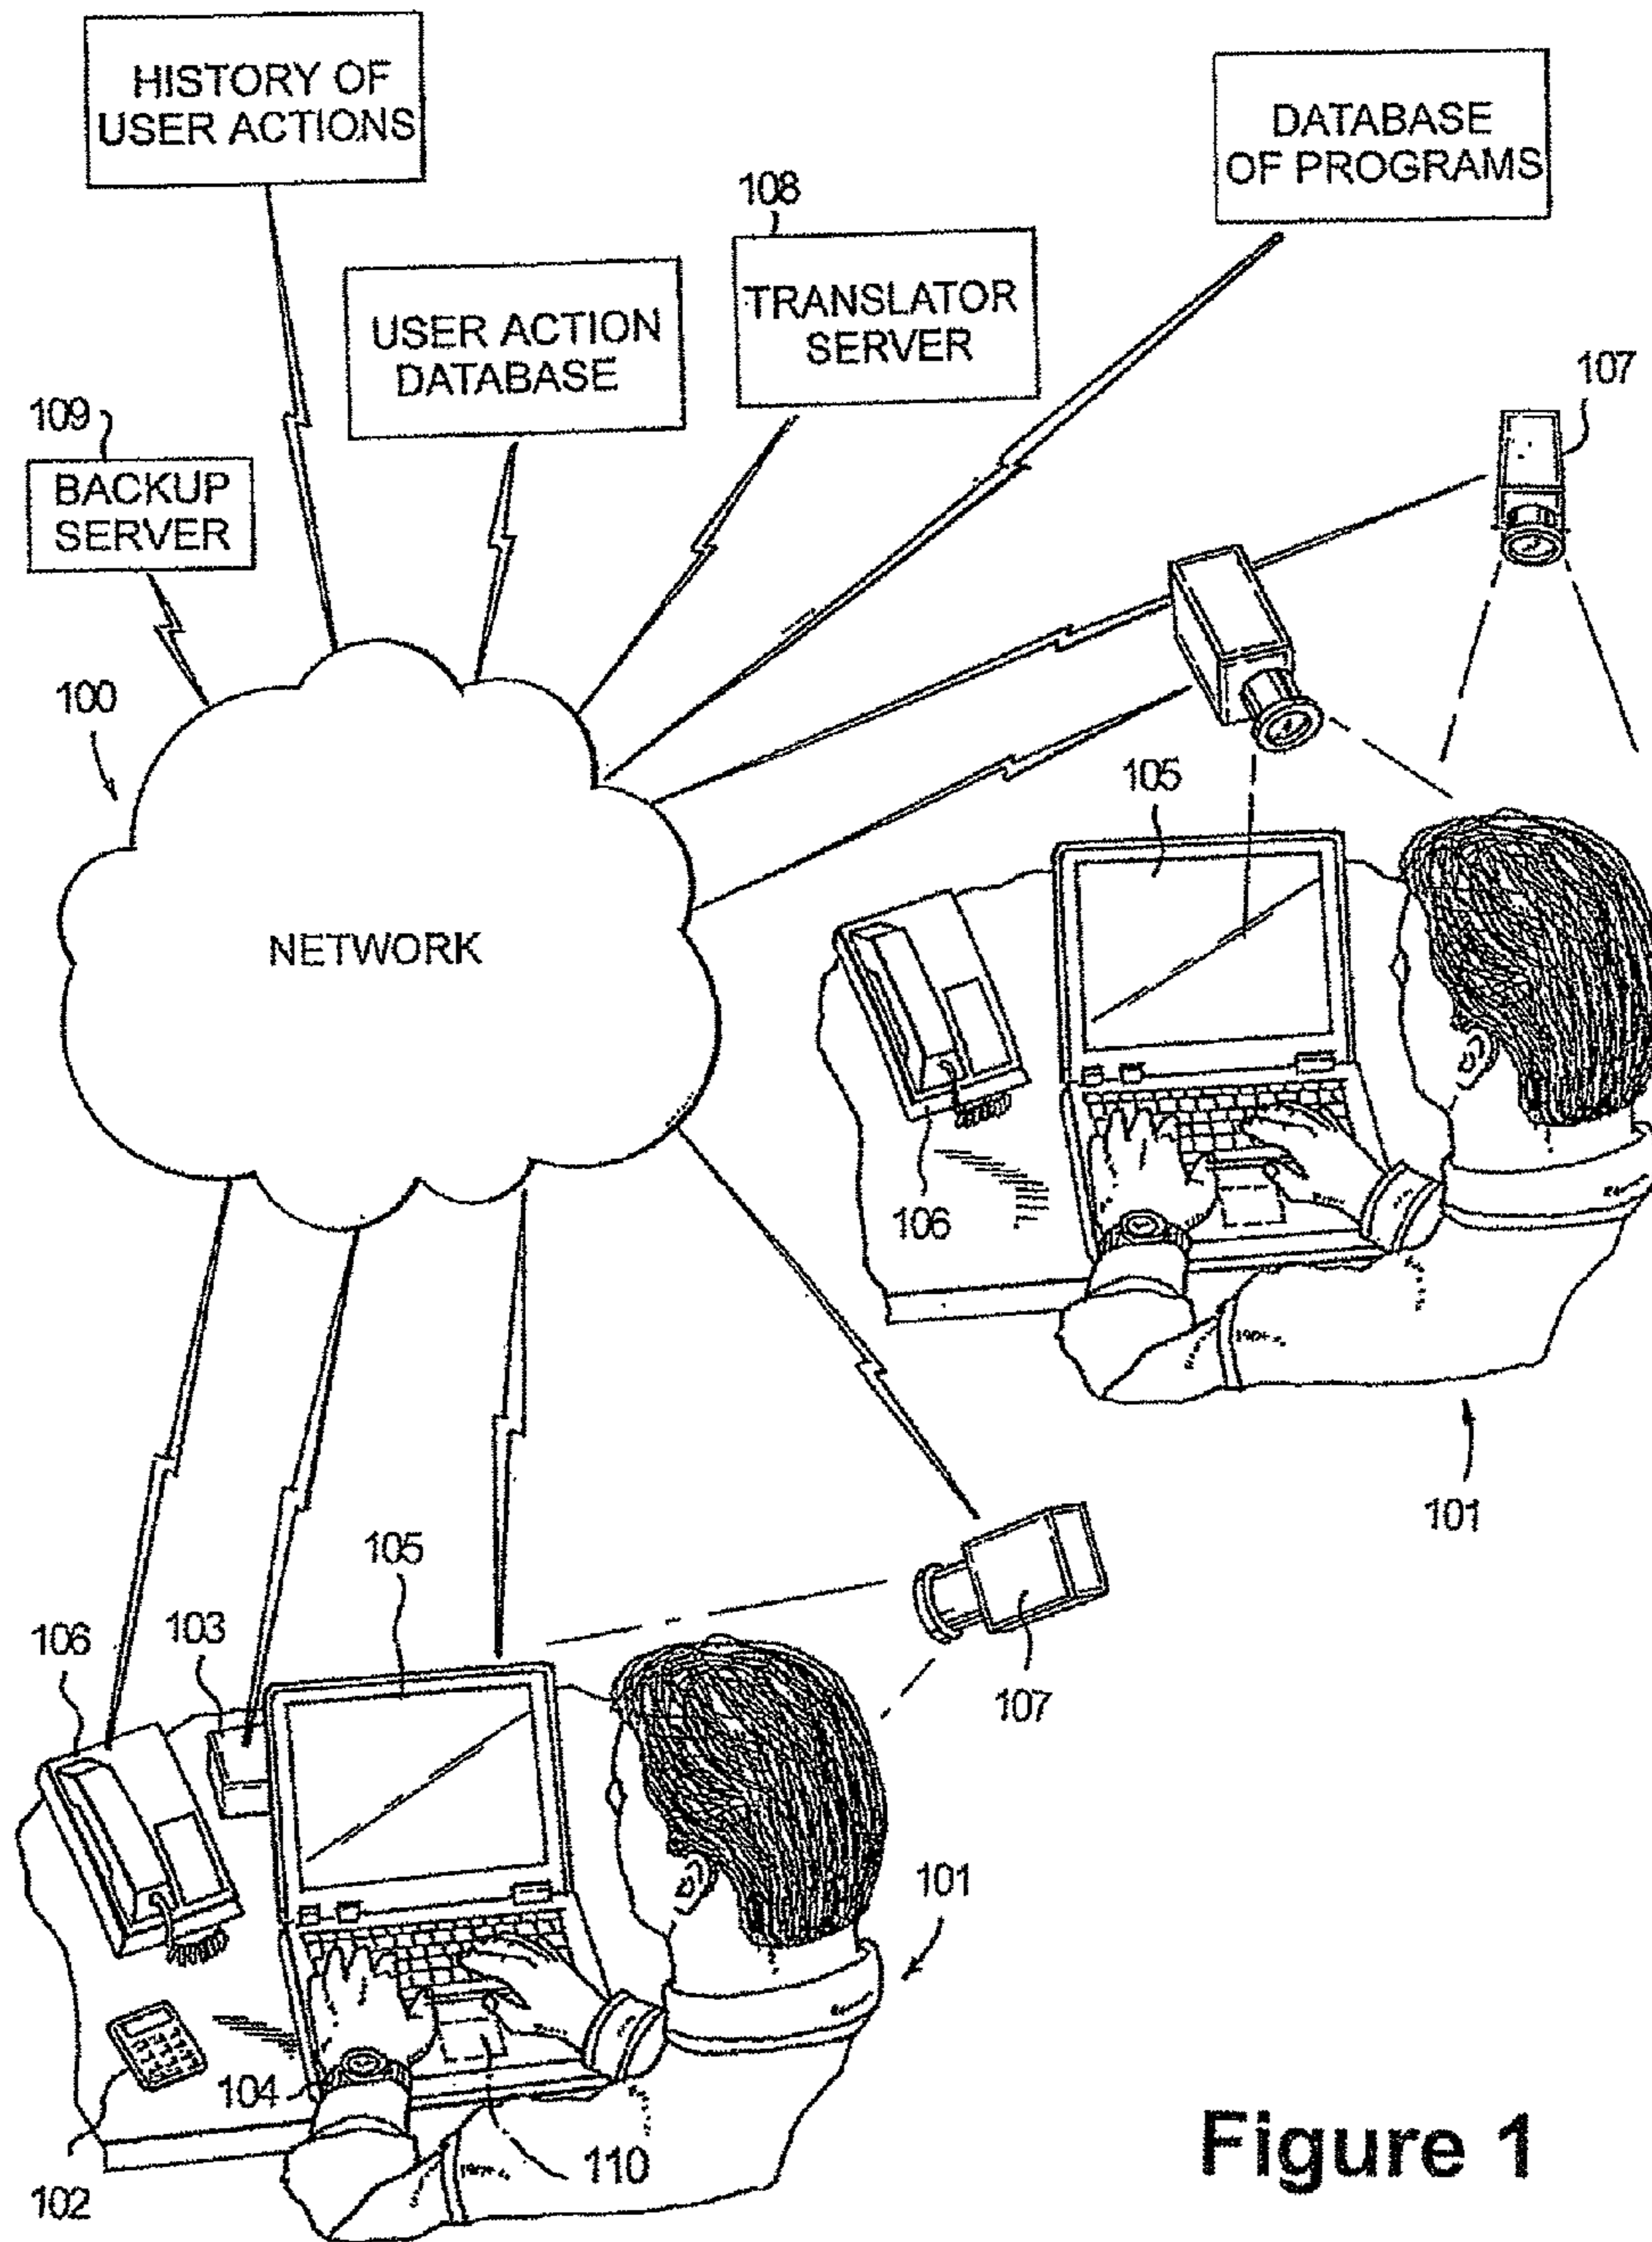 HISTORY OF
USER ACTIONS
DATABASE
OF PROGRAMS
108
TRANSLATOR
SERVER
USER ACTION
DATABASE
107
109
BACKUP
SERVER
100
105
NETWORK
106
101
105
106
103
107
101
104
110
102
Figure 1